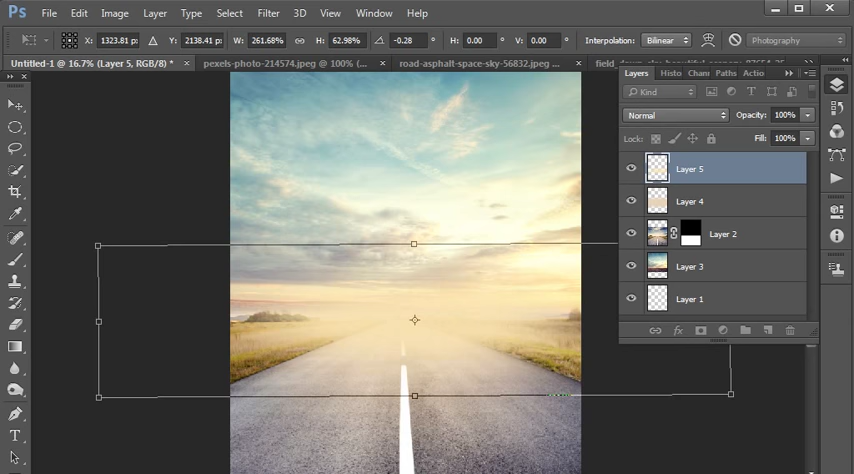 Ps File Edit Image Layer Type Select Filter 3D View Window Help
X: 1323.81 p: Y: 2138.41 p: W: 261.68% H: 62.98% -0.28 ° H: 0.00 ° V: 0.00 ° Interpolation: Bilinear Photography
Untitled-1 @ 16.7% (Layer 5, RGB/8) * × pexels-photo-214574.jpeg @ 100% (... × road-asphalt-space-sky-56832.jpeg ... ×
Layers Histo Chan Paths Actio
Kind T
Normal Opacity: 100%
Lock: Fill: 100%
Layer 5
Layer 4
Layer 2
Layer 3
Layer 1
fx
T